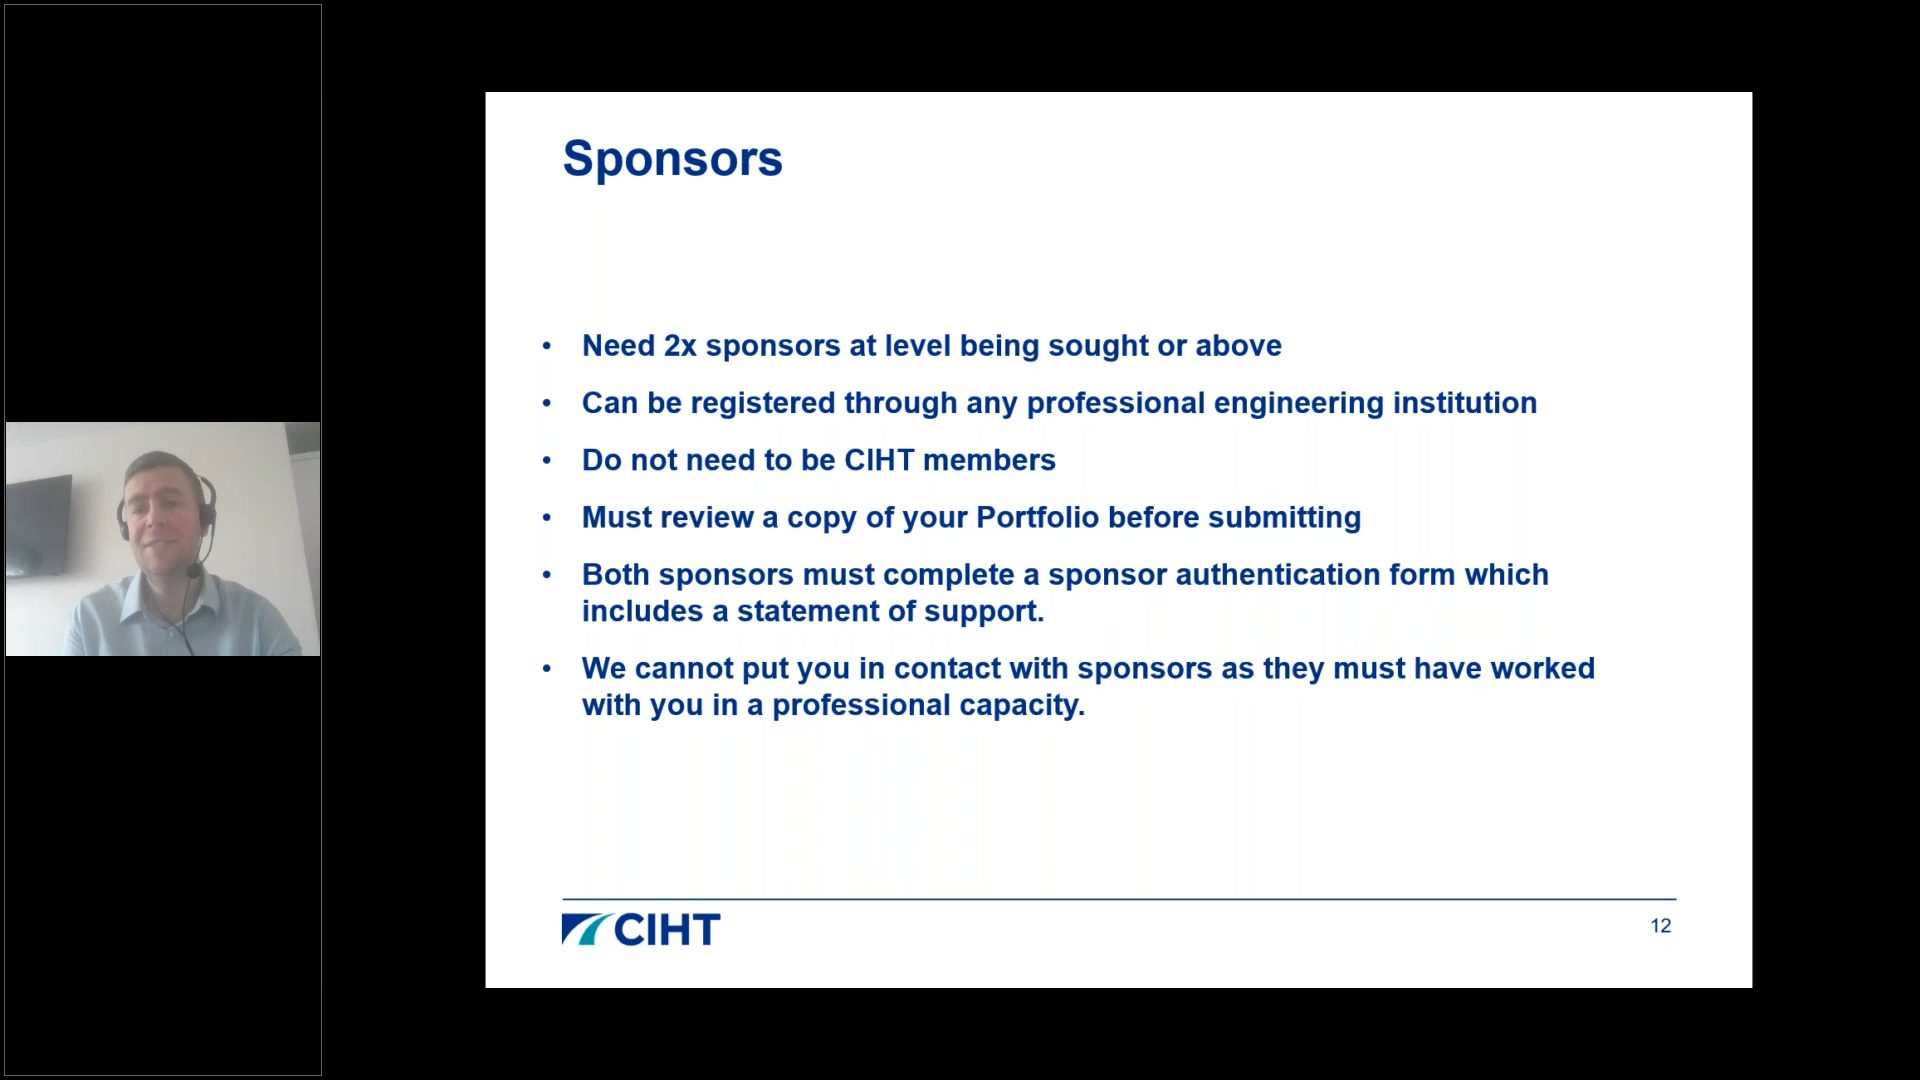 Sponsors
• Need 2x sponsors at level being sought or above
• Can be registered through any professional engineering institution
• Do not need to be CIHT members
• Must review a copy of your Portfolio before submitting
• Both sponsors must complete a sponsor authentication form which
includes a statement of support.
• We cannot put you in contact with sponsors as they must have worked
with you in a professional capacity.
CIHT
12